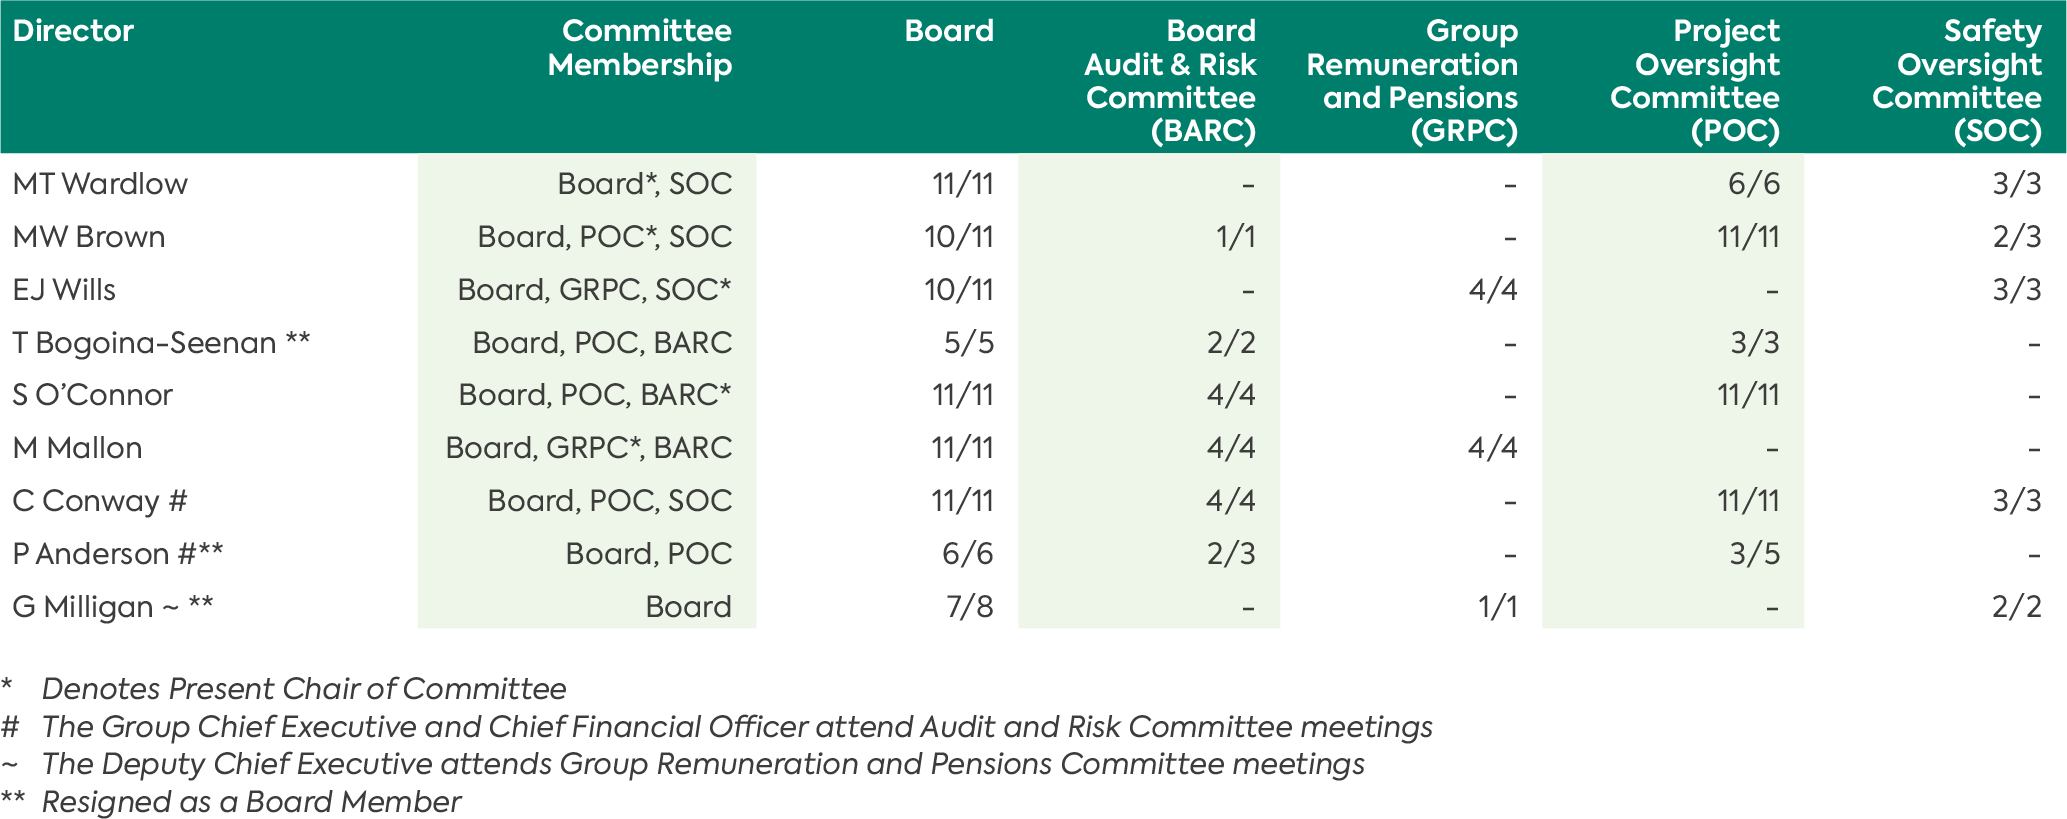 Director Committee Membership Board Board Audit & Risk Committee (BARC) Group Remuneration and Pensions (GRPC) Project Oversight Committee (POC) Safety Oversight Committee (SOC)
MT Wardlow Board*, SOC 11/11 - - 6/6 3/3
MW Brown Board, POC*, SOC 10/11 1/1 - 11/11 2/3
EJ Wills Board, GRPC, SOC* 10/11 - 4/4 - 3/3
T Bogoina-Seenan ** Board, POC, BARC 5/5 2/2 - 3/3 -
S O’Connor Board, POC, BARC* 11/11 4/4 - 11/11 -
M Mallon Board, GRPC*, BARC 11/11 4/4 4/4 - -
C Conway # Board, POC, SOC 11/11 4/4 - 11/11 3/3
P Anderson #** Board, POC 6/6 2/3 - 3/5 -
G Milligan ~ ** Board 7/8 - 1/1 - 2/2
* Denotes Present Chair of Committee
# The Group Chief Executive and Chief Financial Officer attend Audit and Risk Committee meetings
~ The Deputy Chief Executive attends Group Remuneration and Pensions Committee meetings
** Resigned as a Board Member